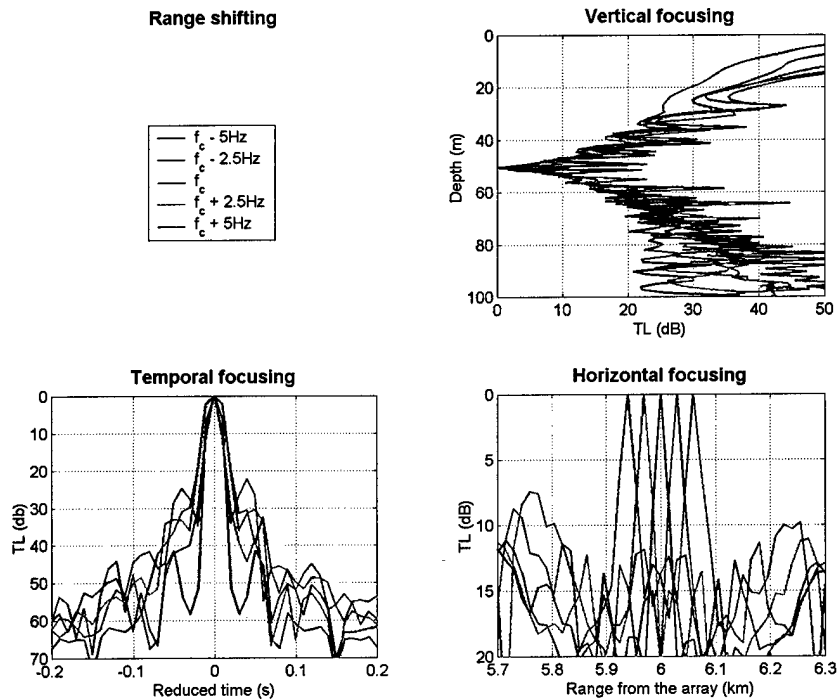 Range shifting
f_c - 5Hz
f_c - 2.5Hz
f_c
f_c + 2.5Hz
f_c + 5Hz
Vertical focusing
0
20
40
60
80
100
Depth (m)
0 10 20 30 40 50
TL (dB)
Temporal focusing
0
10
20
30
40
50
60
70
TL (db)
-0.2 -0.1 0 0.1 0.2
Reduced time (s)
Horizontal focusing
0
5
10
15
20
TL (dB)
5.7 5.8 5.9 6 6.1 6.2 6.3
Range from the array (km)